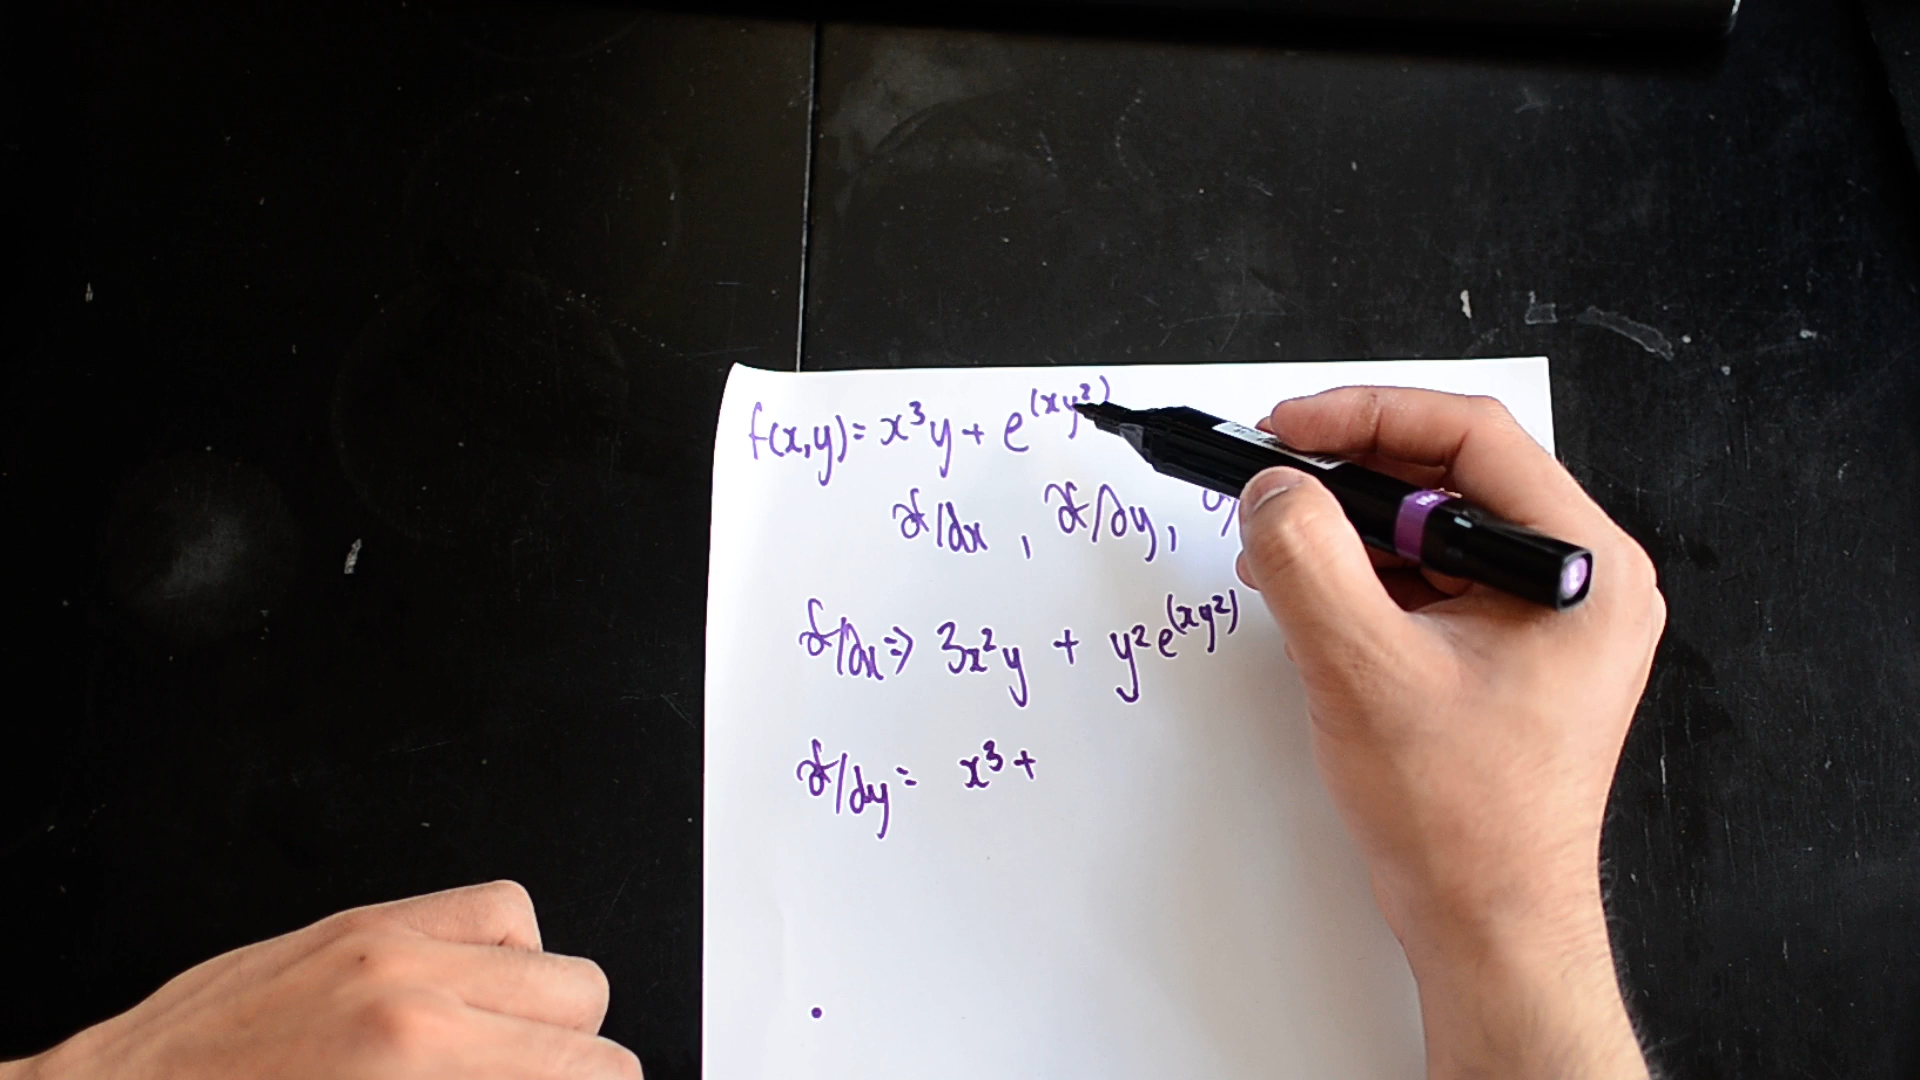 f(x,y) = x³y + e^(xy²)
∂f/∂x , ∂f/∂y ,
∂f/∂x => 3x²y + y²e^(xy²)
∂f/∂y = x³ +